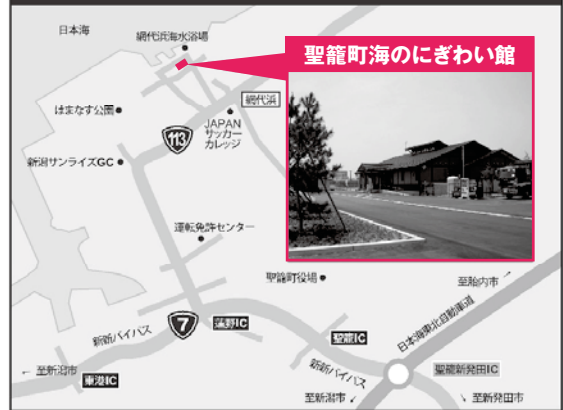 日本海
網代浜海水浴場
聖籠町海のにぎわい館
はまなす公園
網代浜
113
JAPAN
サッカー
カレッジ
新潟サンライズGC
運転免許センター
聖籠町役場
至胎内市
日本海東北自動車道
7
蓮野IC
新新バイパス
聖籠IC
聖籠新発田IC
← 至新潟市
東港IC
新新バイパス
至新潟市
至新発田市